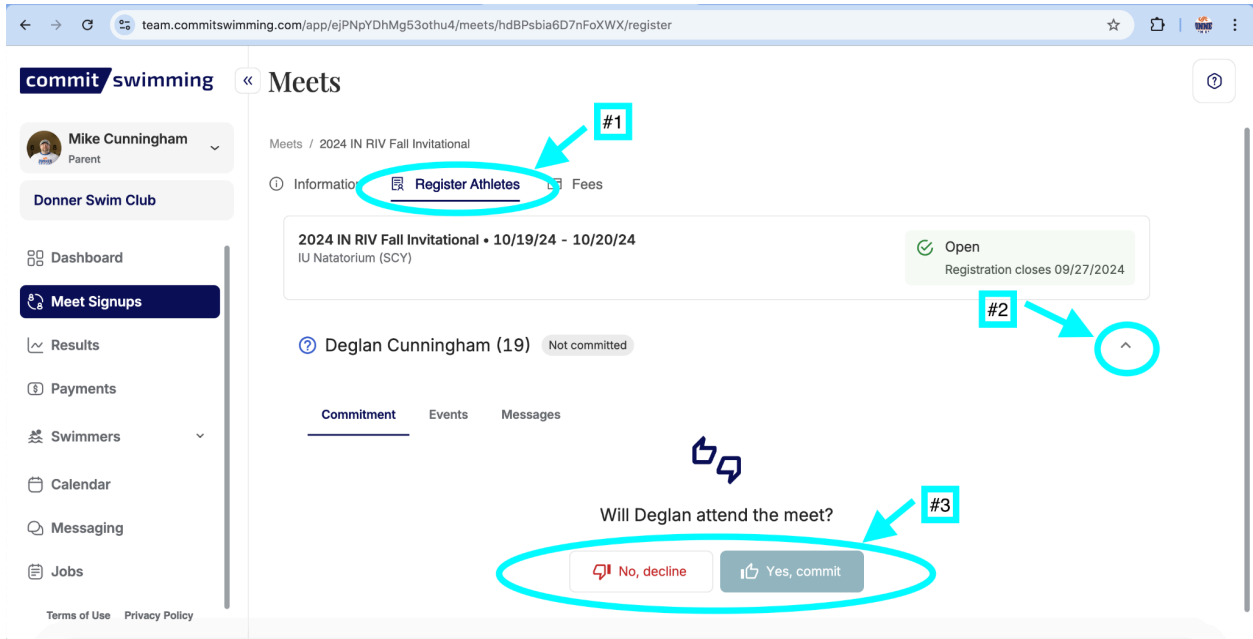 team.commitswimming.com/app/ejPNpYDhMg53othu4/meets/hdBPsbia6D7nFoXWX/register
commit swimming
Meets
Mike Cunningham
Parent
Donner Swim Club
Dashboard
Meet Signups
Results
Payments
Swimmers
Calendar
Messaging
Jobs
Terms of Use Privacy Policy
#1
Meets / 2024 IN RIV Fall Invitational
Information Register Athletes Fees
2024 IN RIV Fall Invitational • 10/19/24 - 10/20/24
IU Natatorium (SCY)
Open
Registration closes 09/27/2024
#2
Deglan Cunningham (19) Not committed
Commitment Events Messages
Will Deglan attend the meet?
#3
No, decline Yes, commit